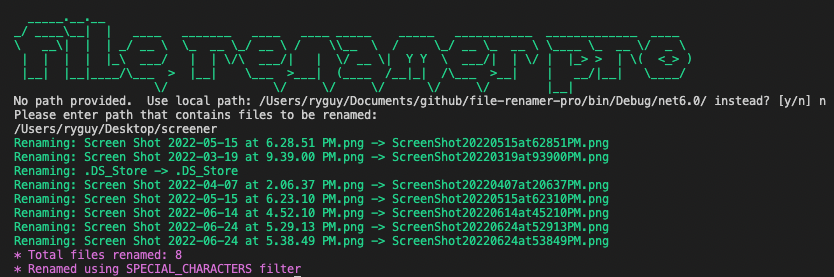 file renamer pro
No path provided.  Use local path: /Users/ryguy/Documents/github/file-renamer-pro/bin/Debug/net6.0/ instead? [y/n] n
Please enter path that contains files to be renamed:
/Users/ryguy/Desktop/screener
Renaming: Screen Shot 2022-05-15 at 6.28.51 PM.png -> ScreenShot20220515at62851PM.png
Renaming: Screen Shot 2022-03-19 at 9.39.00 PM.png -> ScreenShot20220319at93900PM.png
Renaming: .DS_Store -> .DS_Store
Renaming: Screen Shot 2022-04-07 at 2.06.37 PM.png -> ScreenShot20220407at20637PM.png
Renaming: Screen Shot 2022-05-15 at 6.23.10 PM.png -> ScreenShot20220515at62310PM.png
Renaming: Screen Shot 2022-06-14 at 4.52.10 PM.png -> ScreenShot20220614at45210PM.png
Renaming: Screen Shot 2022-06-24 at 5.29.13 PM.png -> ScreenShot20220624at52913PM.png
Renaming: Screen Shot 2022-06-24 at 5.38.49 PM.png -> ScreenShot20220624at53849PM.png
* Total files renamed: 8
* Renamed using SPECIAL_CHARACTERS filter